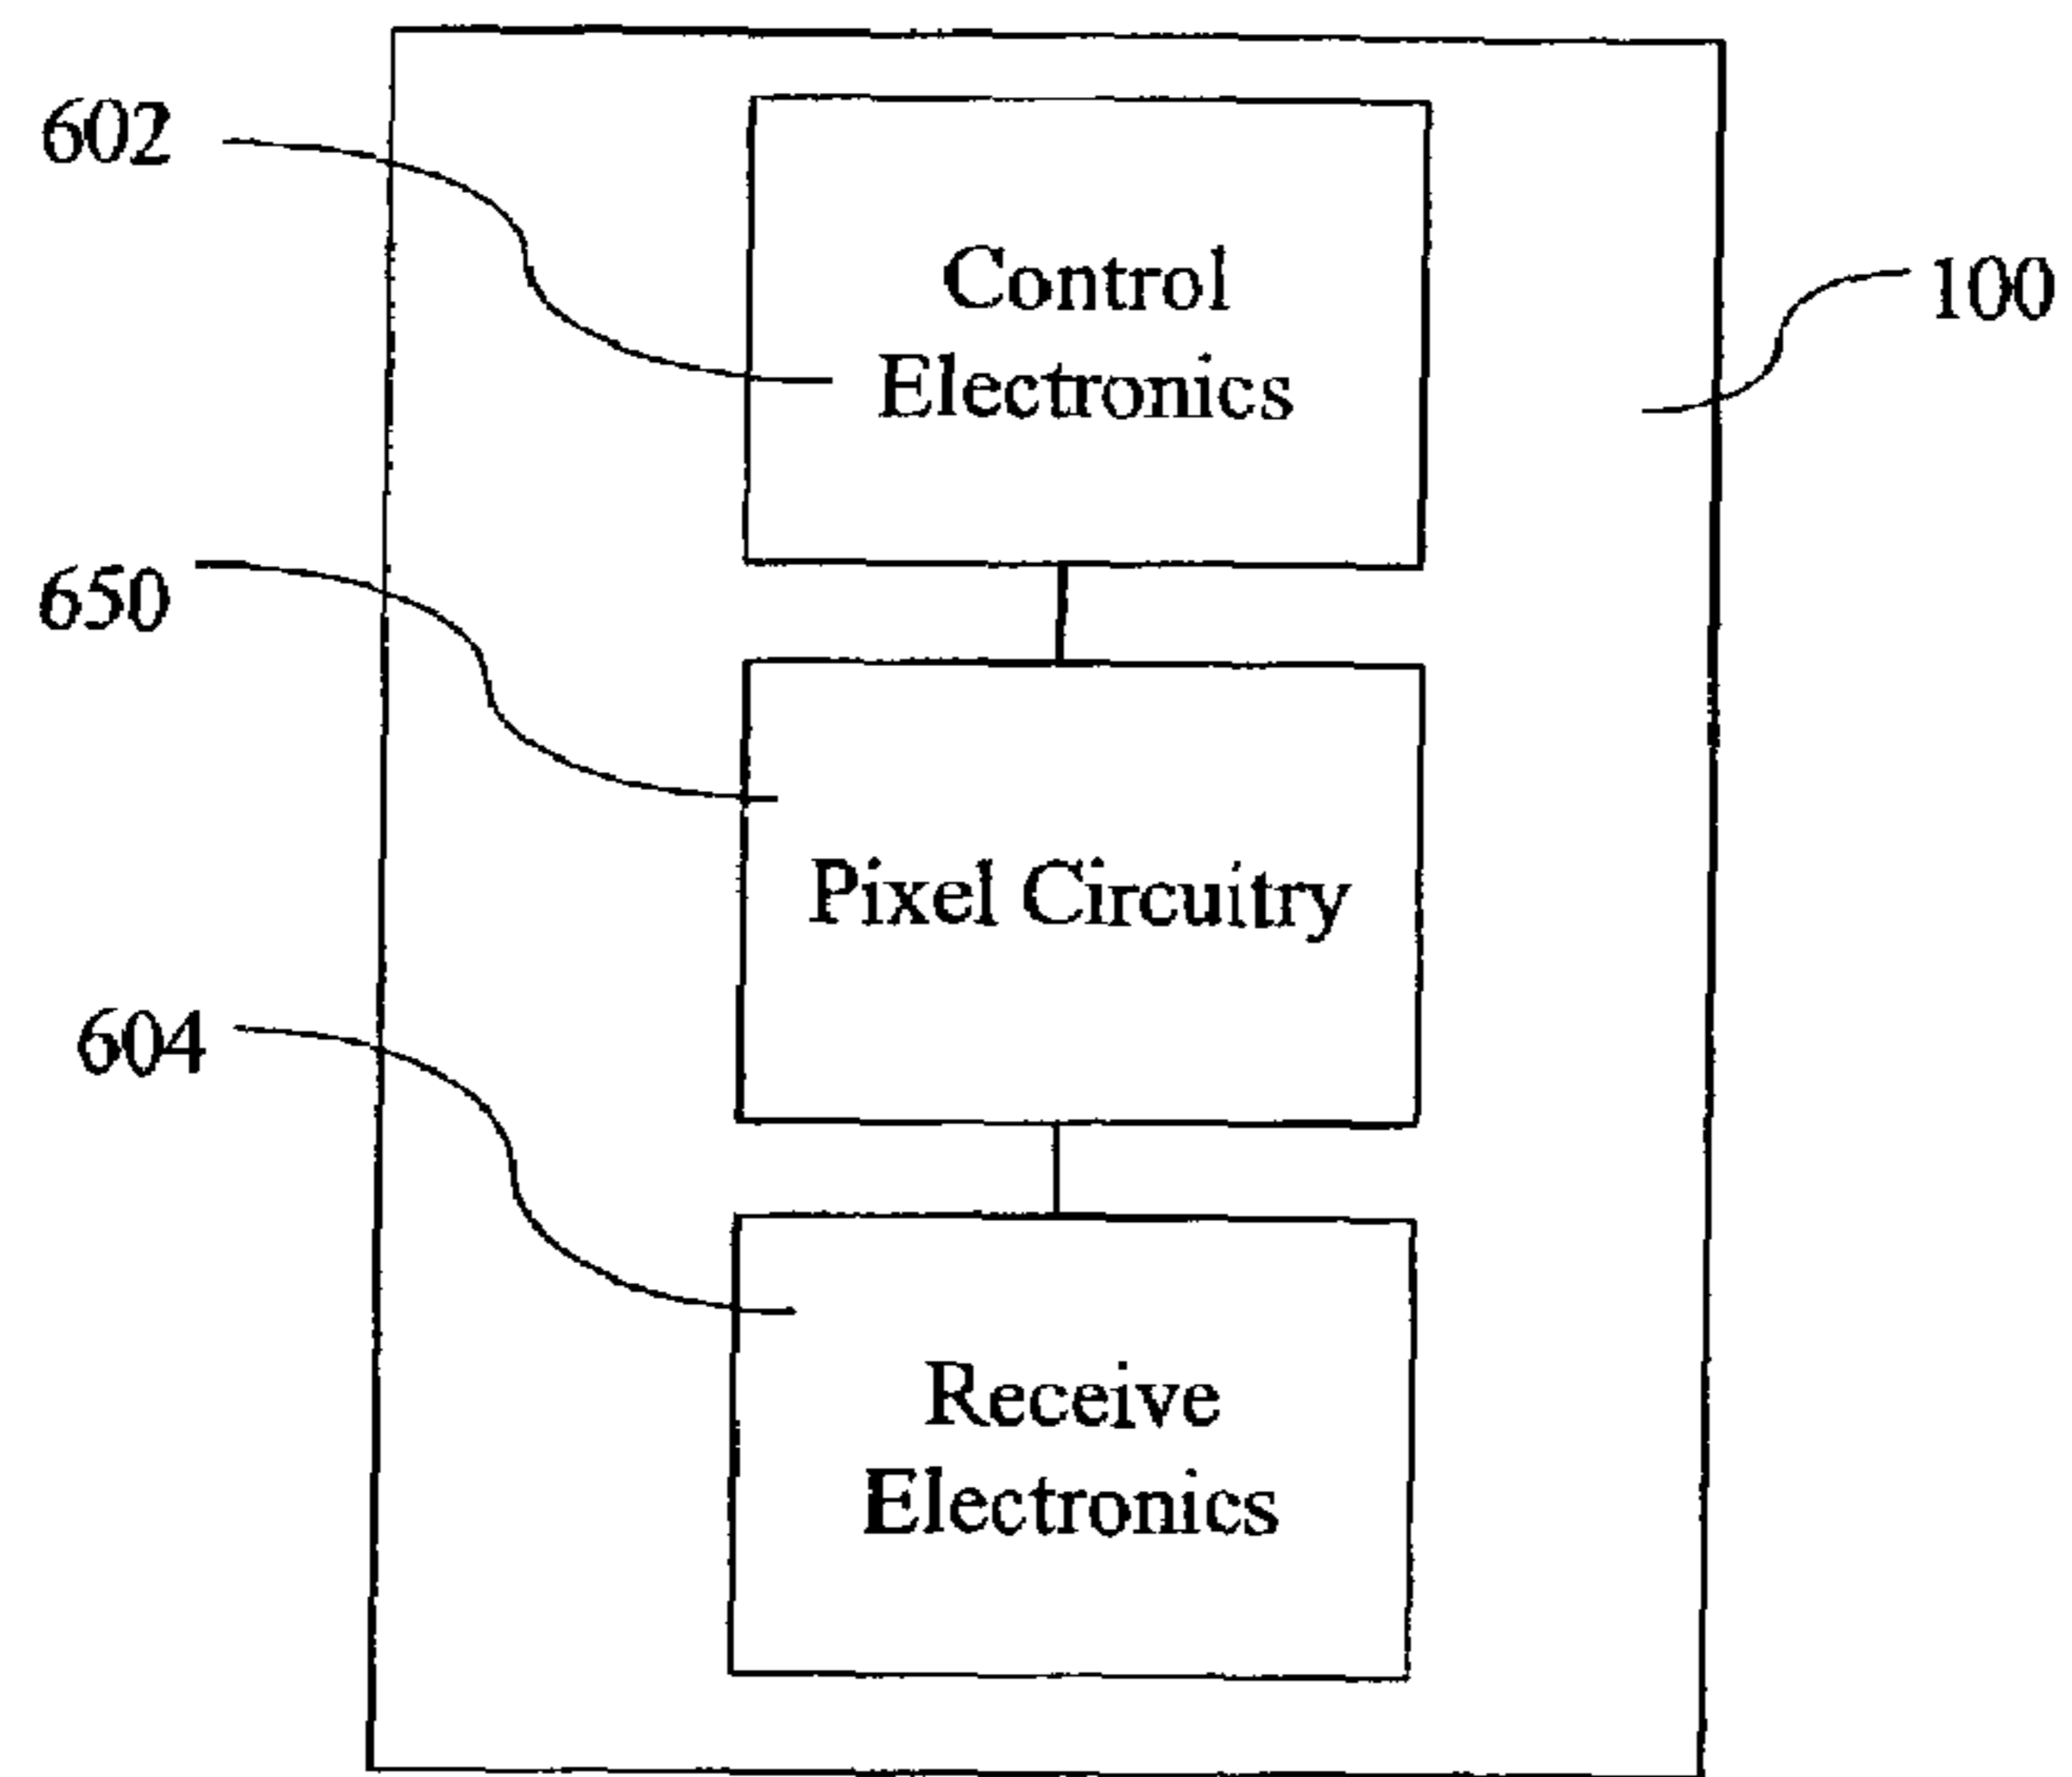 602
Control
Electronics
100
650
Pixel Circuitry
604
Receive
Electronics